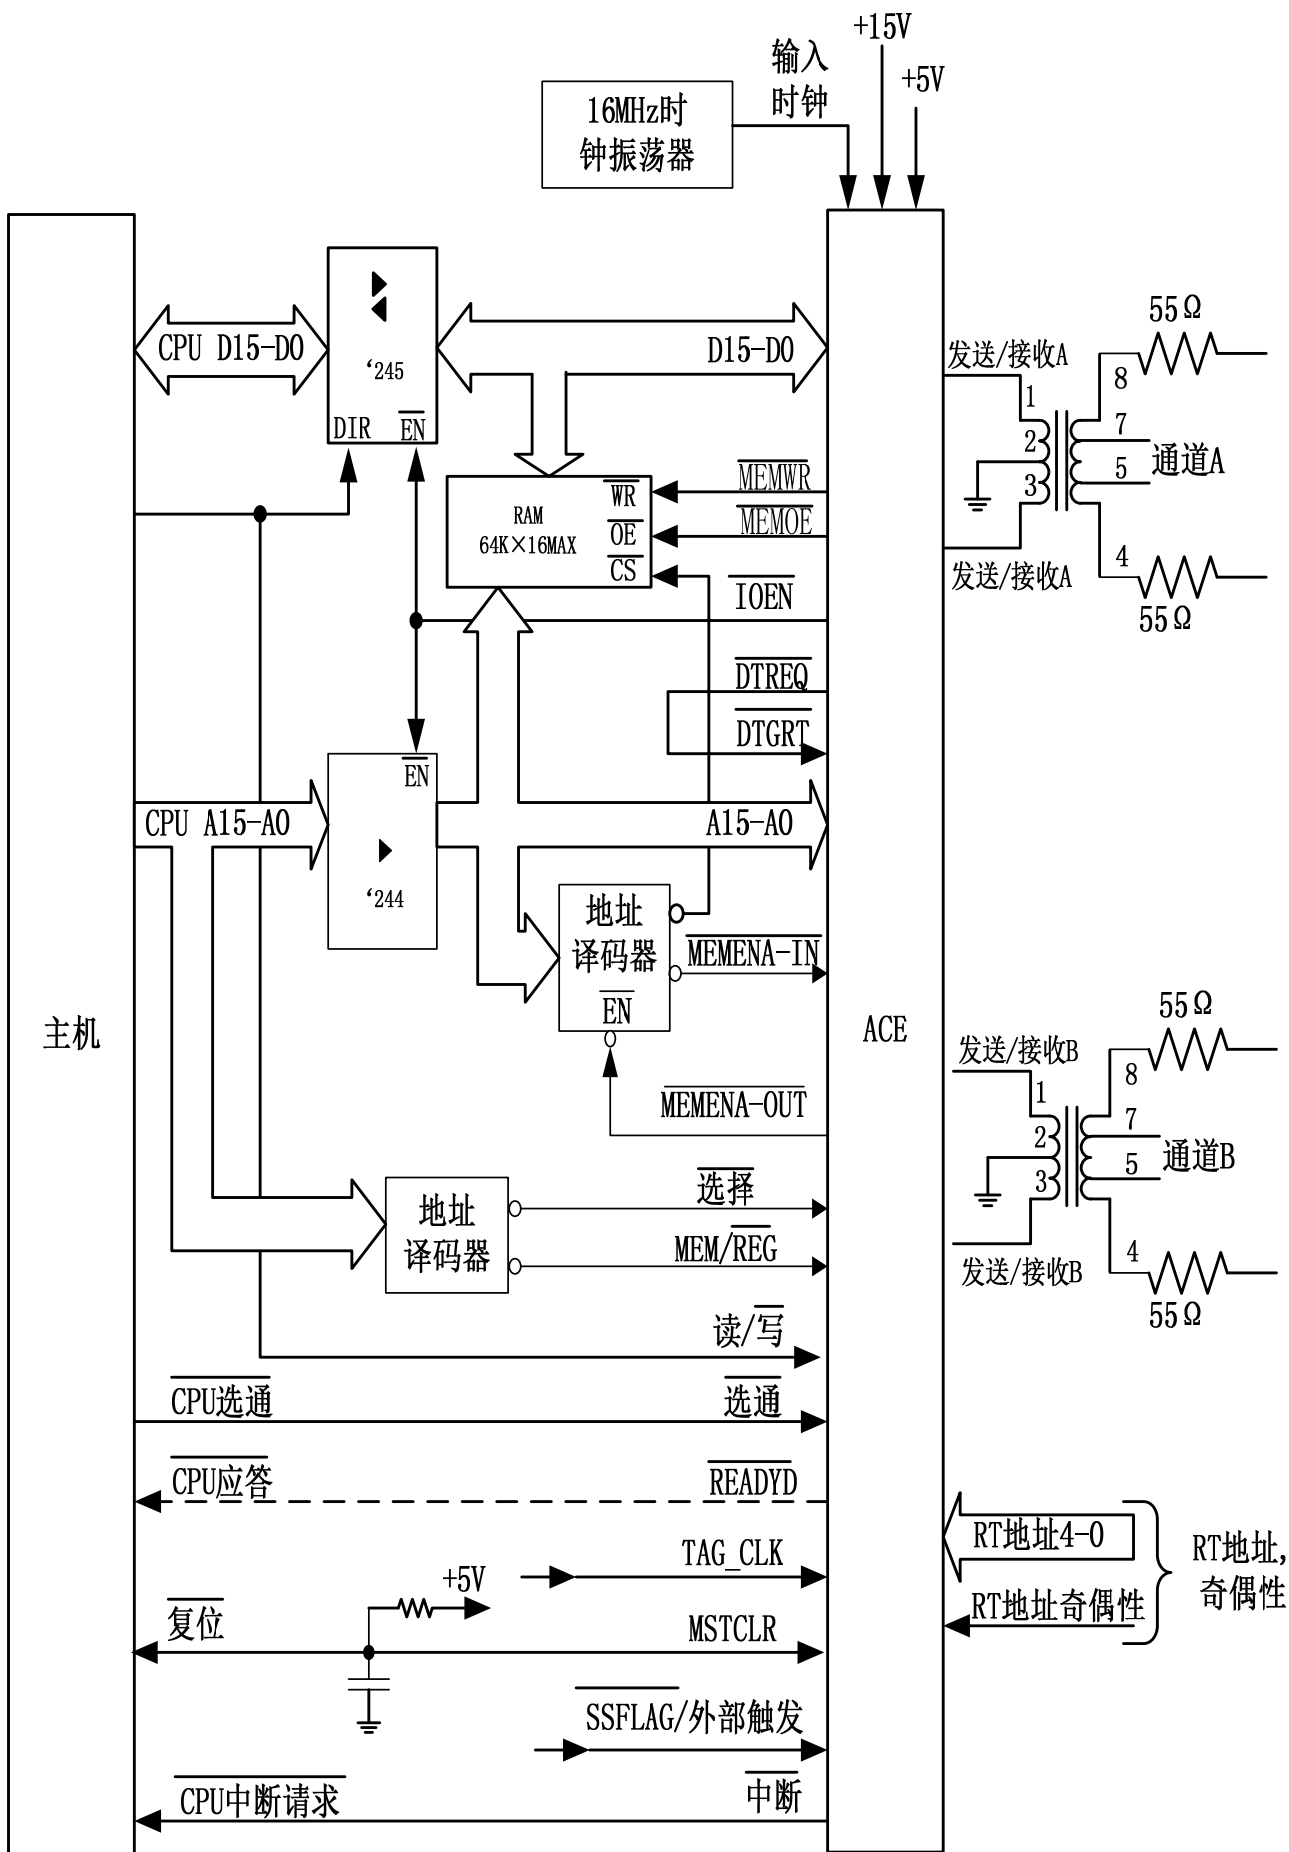 +15V
+5V
输入
时钟
16MHz时
钟振荡器
CPU D15-D0
‘245
DIR
EN
D15-D0
发送/接收A
55Ω
1
2
3
8
7
5
4
通道A
发送/接收A
55Ω
RAM
64K×16MAX
WR
OE
CS
MEMWR
MEMOE
IOEN
DTREQ
DTGRT
EN
CPU A15-A0
‘244
A15-A0
地址
译码器
EN
MEMENA-IN
MEMENA-OUT
主机
ACE
发送/接收B
55Ω
1
2
3
8
7
5
4
通道B
发送/接收B
55Ω
地址
译码器
选择
MEM/REG
读/写
CPU选通
选通
CPU应答
READYD
TAG_CLK
+5V
复位
MSTCLR
SSFLAG/外部触发
CPU中断请求
中断
RT地址4-0
RT地址奇偶性
RT地址,
奇偶性